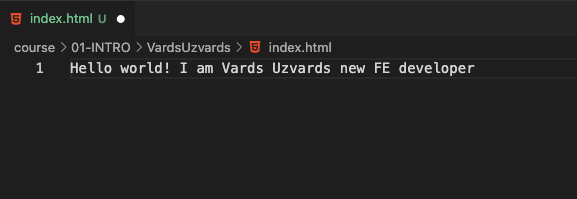 index.html U
course > 01-INTRO > VardsUzvards > index.html
1 Hello world! I am Vards Uzvards new FE developer